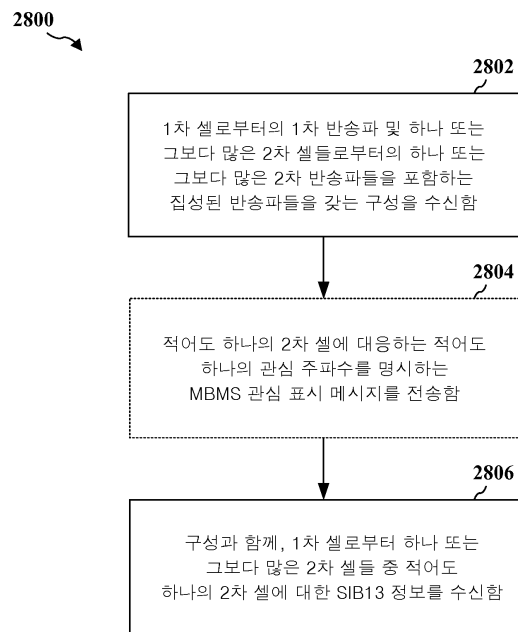 2800
2802
1차 셀로부터의 1차 반송파 및 하나 또는
그보다 많은 2차 셀들로부터의 하나 또는
그보다 많은 2차 반송파들을 포함하는
집성된 반송파들을 갖는 구성을 수신함
2804
적어도 하나의 2차 셀에 대응하는 적어도
하나의 관심 주파수를 명시하는
MBMS 관심 표시 메시지를 전송함
2806
구성과 함께, 1차 셀로부터 하나 또는
그보다 많은 2차 셀들 중 적어도
하나의 2차 셀에 대한 SIB13 정보를 수신함